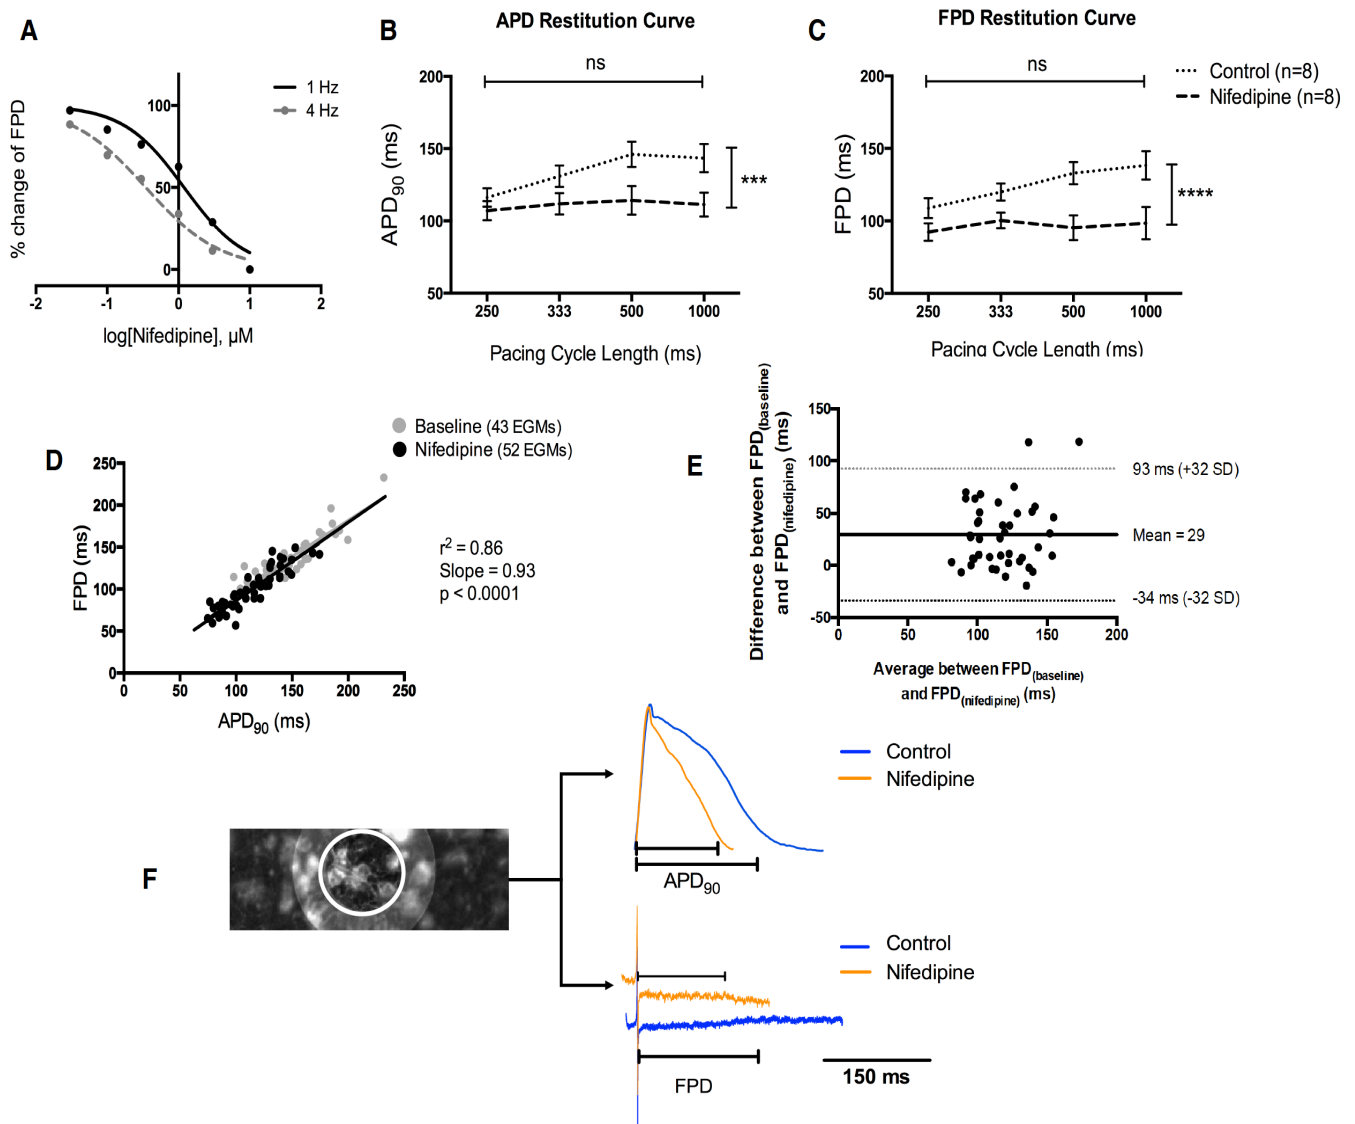 A
% change of FPD
1 Hz
4 Hz
100
50
0
-2 -1 0 1 2
log[Nifedipine], µM
B
APD Restitution Curve
ns
APD90 (ms)
200
150
100
50
***
250 333 500 1000
Pacing Cycle Length (ms)
C
FPD Restitution Curve
ns
FPD (ms)
200
150
100
50
****
250 333 500 1000
Pacing Cycle Length (ms)
Control (n=8)
Nifedipine (n=8)
D
Baseline (43 EGMs)
Nifedipine (52 EGMs)
FPD (ms)
250
200
150
100
50
0
0 50 100 150 200 250
APD90 (ms)
r2 = 0.86
Slope = 0.93
p < 0.0001
E
Difference between FPD(baseline)
and FPD(nifedipine) (ms)
150
100
50
0
-50
0 50 100 150 200
93 ms (+32 SD)
Mean = 29
-34 ms (-32 SD)
Average between FPD(baseline)
and FPD(nifedipine) (ms)
F
Control
Nifedipine
APD90
Control
Nifedipine
FPD
150 ms